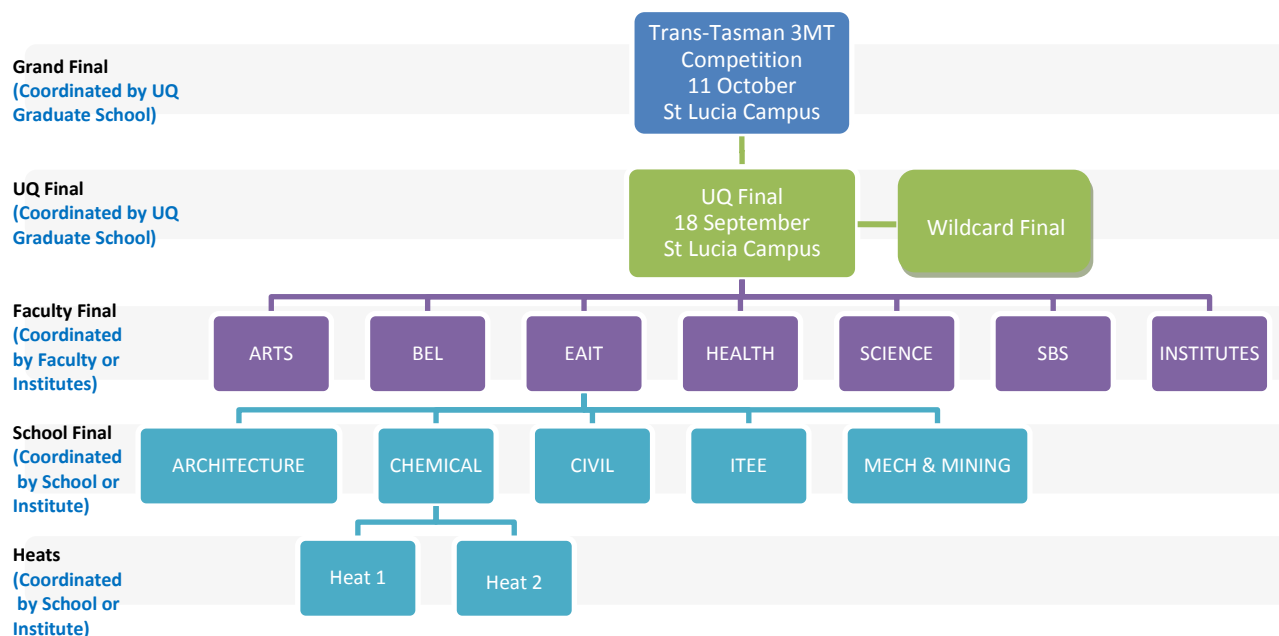 Trans-Tasman 3MT
Competition
11 October
St Lucia Campus
Grand Final
(Coordinated by UQ
Graduate School)
UQ Final
(Coordinated by UQ
Graduate School)
UQ Final
18 September
St Lucia Campus
Wildcard Final
Faculty Final
(Coordinated
by Faculty or
Institutes)
ARTS
BEL
EAIT
HEALTH
SCIENCE
SBS
INSTITUTES
School Final
(Coordinated
by School or
Institute)
ARCHITECTURE
CHEMICAL
CIVIL
ITEE
MECH & MINING
Heats
(Coordinated
by School or
Institute)
Heat 1
Heat 2